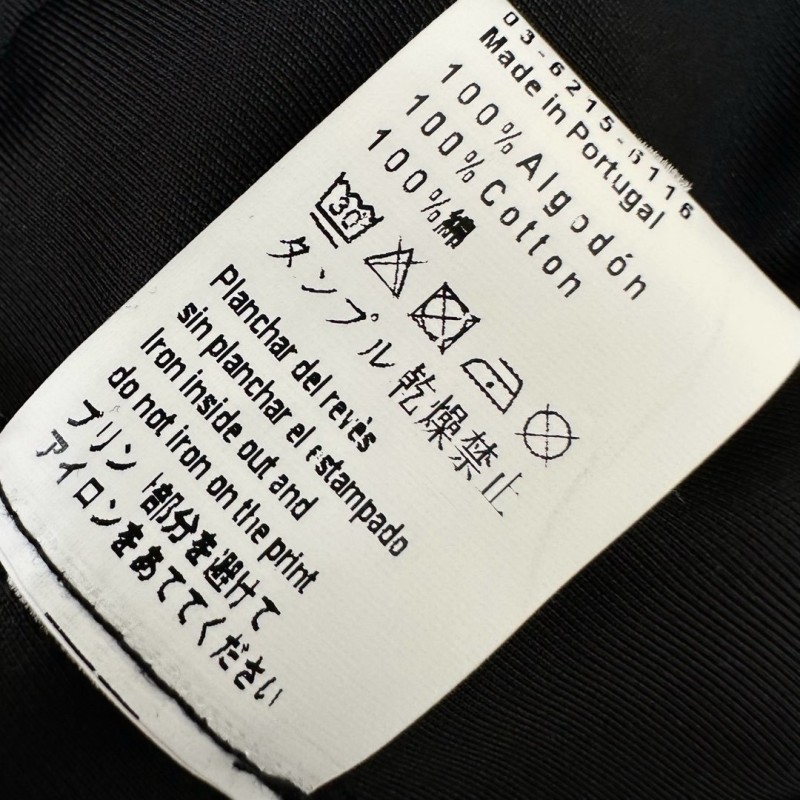 03-6215-6116
Made in Portugal
100% Algodón
100% Cotton
100%綿
30
タンブル乾燥禁止
Planchar del revés
sin planchar el estampado
Iron inside out and
do not iron on the print
プリント部分を避けて
アイロンをあててください